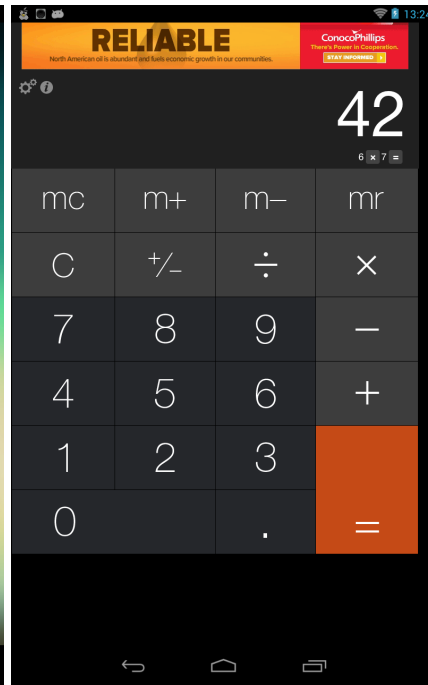 13:24
RELIABLE
North American oil is abundant and fuels economic growth in our communities.
ConocoPhillips
There's Power in Cooperation.
STAY INFORMED
42
6 × 7 =
mc m+ m− mr
C +/− ÷ ×
7 8 9 −
4 5 6 +
1 2 3
0 . =